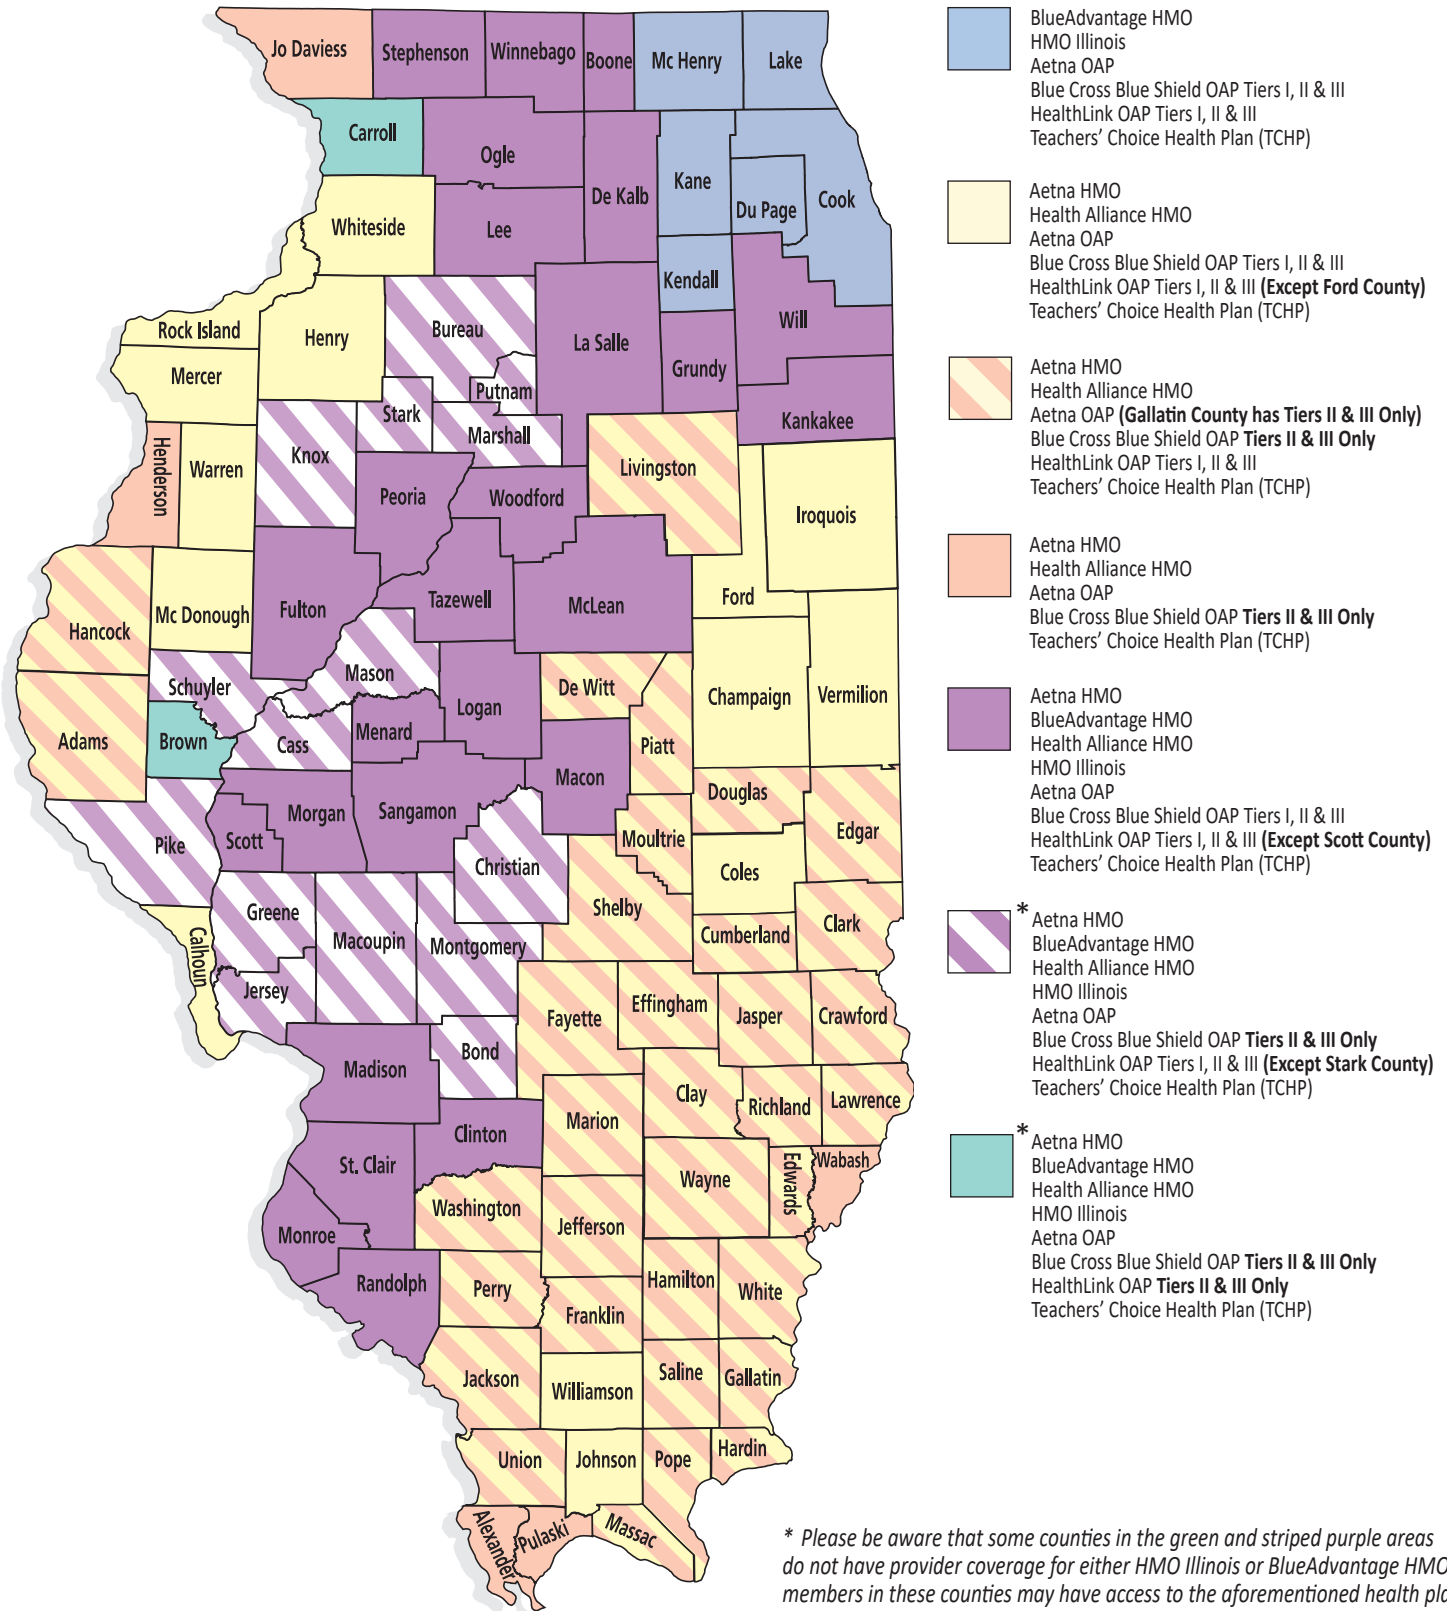 Jo Daviess
Stephenson
Winnebago
Boone
Mc Henry
Lake
Carroll
Ogle
De Kalb
Kane
Cook
Du Page
Whiteside
Lee
Kendall
Rock Island
Henry
Bureau
La Salle
Will
Grundy
Mercer
Putnam
Stark
Marshall
Kankakee
Henderson
Warren
Knox
Peoria
Woodford
Livingston
Iroquois
Hancock
Mc Donough
Fulton
Tazewell
McLean
Ford
Schuyler
Mason
Logan
De Witt
Champaign
Vermilion
Adams
Brown
Cass
Menard
Piatt
Macon
Douglas
Edgar
Pike
Scott
Morgan
Sangamon
Christian
Moultrie
Coles
Greene
Macoupin
Montgomery
Shelby
Cumberland
Clark
Calhoun
Jersey
Fayette
Effingham
Jasper
Crawford
Madison
Bond
Clay
Richland
Lawrence
Marion
Clinton
St. Clair
Wayne
Edwards
Wabash
Washington
Jefferson
Monroe
Randolph
Perry
Franklin
Hamilton
White
Jackson
Williamson
Saline
Gallatin
Union
Johnson
Pope
Hardin
Alexander
Pulaski
Massac
BlueAdvantage HMO
HMO Illinois
Aetna OAP
Blue Cross Blue Shield OAP Tiers I, II & III
HealthLink OAP Tiers I, II & III
Teachers’ Choice Health Plan (TCHP)
Aetna HMO
Health Alliance HMO
Aetna OAP
Blue Cross Blue Shield OAP Tiers I, II & III
HealthLink OAP Tiers I, II & III (Except Ford County)
Teachers’ Choice Health Plan (TCHP)
Aetna HMO
Health Alliance HMO
Aetna OAP (Gallatin County has Tiers II & III Only)
Blue Cross Blue Shield OAP Tiers II & III Only
HealthLink OAP Tiers I, II & III
Teachers’ Choice Health Plan (TCHP)
Aetna HMO
Health Alliance HMO
Aetna OAP
Blue Cross Blue Shield OAP Tiers II & III Only
Teachers’ Choice Health Plan (TCHP)
Aetna HMO
BlueAdvantage HMO
Health Alliance HMO
HMO Illinois
Aetna OAP
Blue Cross Blue Shield OAP Tiers I, II & III
HealthLink OAP Tiers I, II & III (Except Scott County)
Teachers’ Choice Health Plan (TCHP)
* Aetna HMO
BlueAdvantage HMO
Health Alliance HMO
HMO Illinois
Aetna OAP
Blue Cross Blue Shield OAP Tiers II & III Only
HealthLink OAP Tiers I, II & III (Except Stark County)
Teachers’ Choice Health Plan (TCHP)
* Aetna HMO
BlueAdvantage HMO
Health Alliance HMO
HMO Illinois
Aetna OAP
Blue Cross Blue Shield OAP Tiers II & III Only
HealthLink OAP Tiers II & III Only
Teachers’ Choice Health Plan (TCHP)
* Please be aware that some counties in the green and striped purple areas
do not have provider coverage for either HMO Illinois or BlueAdvantage HMO
members in these counties may have access to the aforementioned health